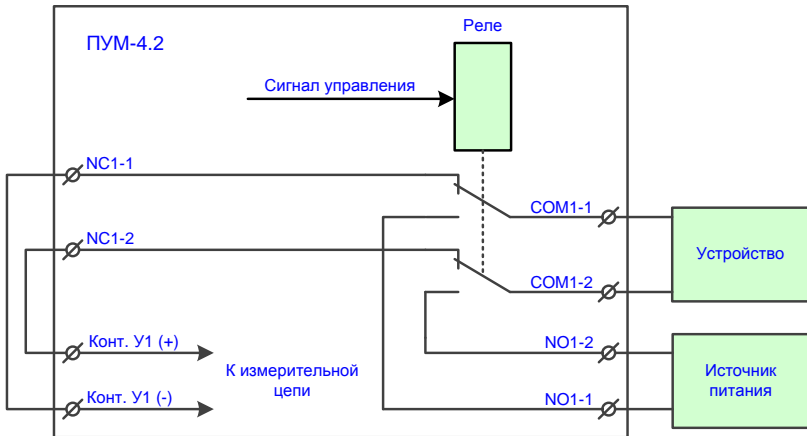 ПУМ-4.2
Реле
Сигнал управления
NC1-1
COM1-1
NC1-2
Устройство
COM1-2
Конт. У1 (+)
К измерительной
цепи
NO1-2
Источник
питания
Конт. У1 (-)
NO1-1